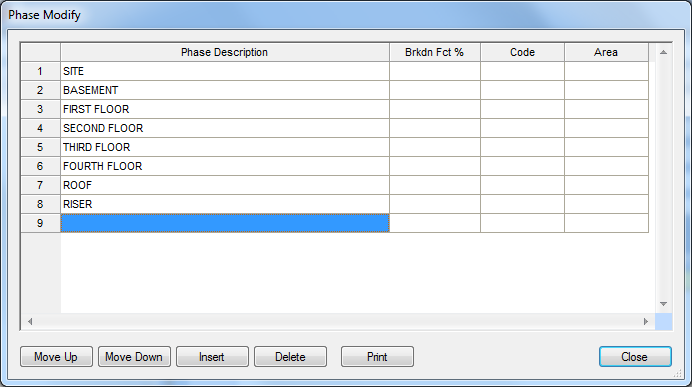 Phase Modify
Phase Description Brkdn Fct % Code Area
1 SITE
2 BASEMENT
3 FIRST FLOOR
4 SECOND FLOOR
5 THIRD FLOOR
6 FOURTH FLOOR
7 ROOF
8 RISER
9
Move Up Move Down Insert Delete Print Close